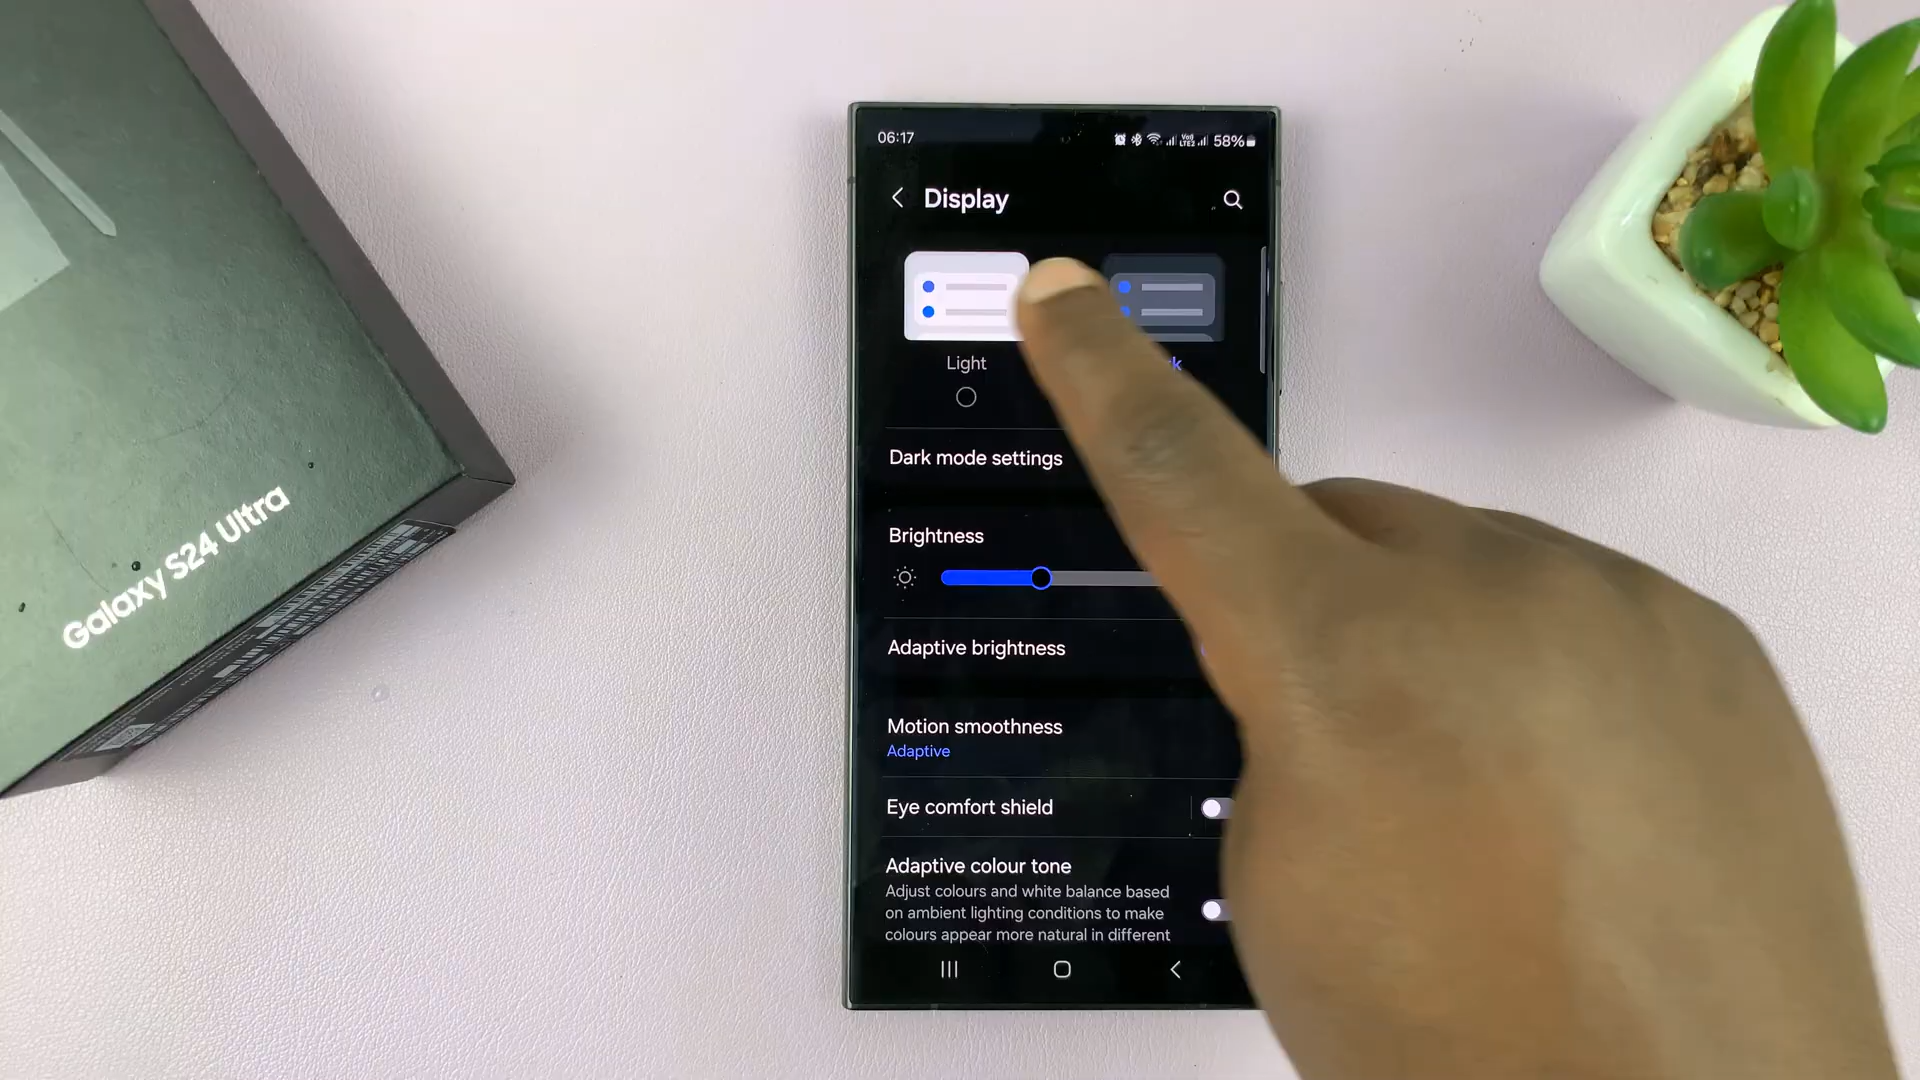 06:17
58%
Display
Light
k
Dark mode settings
Brightness
Adaptive brightness
Motion smoothness
Adaptive
Eye comfort shield
Adaptive colour tone
Adjust colours and white balance based
on ambient lighting conditions to make
colours appear more natural in different
Galaxy S24 Ultra